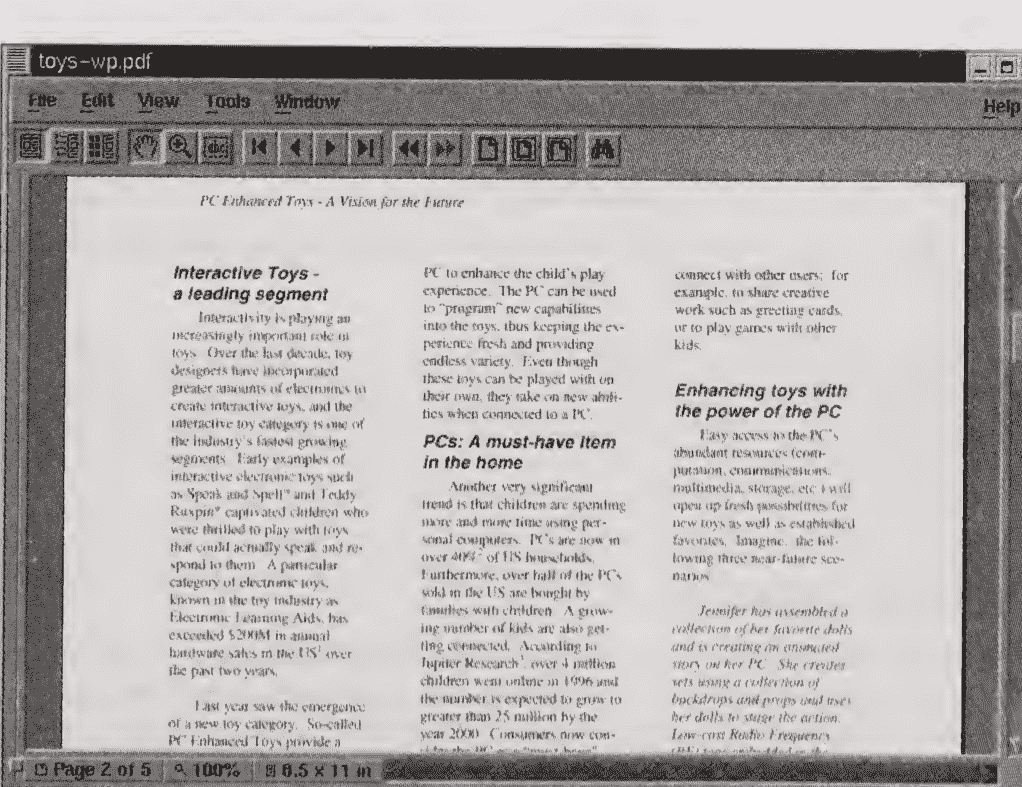 toys-wp.pdf
File Edit View Tools Window Help
PC Enhanced Toys - A Vision for the Future
Interactive Toys -
a leading segment
Interactivity is playing an
increasingly important role in
toys. Over the last decade, toy
designers have incorporated
greater amounts of electronics to
create interactive toys, and the
interactive toy category is one of
the industry's fastest growing
segments. Early examples of
interactive electronic toys such
as Speak and Spell* and Teddy
Ruxpin* captivated children who
were thrilled to play with toys
that could actually speak and re-
spond to them. A particular
category of electronic toys,
known in the toy industry as
Electronic Learning Aids, has
exceeded $200M in annual
hardware sales in the US¹ over
the past two years.
Last year saw the emergence
of a new toy category. So-called
PC Enhanced Toys provide a
PC to enhance the child's play
experience. The PC can be used
to "program" new capabilities
into the toys, thus keeping the ex-
perience fresh and providing
endless variety. Even though
these toys can be played with on
their own, they take on new abili-
ties when connected to a PC.
PCs: A must-have item
in the home
Another very significant
trend is that children are spending
more and more time using per-
sonal computers. PC's are now in
over 40%² of US households.
Furthermore, over half of the PCs
sold in the US are bought by
families with children. A grow-
ing number of kids are also get-
ting connected. According to
Jupiter Research³, over 4 million
children went online in 1996 and
the number is expected to grow to
greater than 25 million by the
year 2000. Consumers now con-
connect with other users; for
example, to share creative
work such as greeting cards,
or to play games with other
kids.
Enhancing toys with
the power of the PC
Easy access to the PC's
abundant resources (com-
putation, communications,
multimedia, storage, etc.) will
open up fresh possibilities for
new toys as well as established
favorites. Imagine, the fol-
lowing three near-future sce-
narios
Jennifer has assembled a
collection of her favorite dolls
and is creating an animated
story on her PC. She creates
sets using a collection of
backdrops and props and uses
her dolls to stage the action.
Low-cost Radio Frequency
Page 2 of 5 100% 8.5 x 11 in